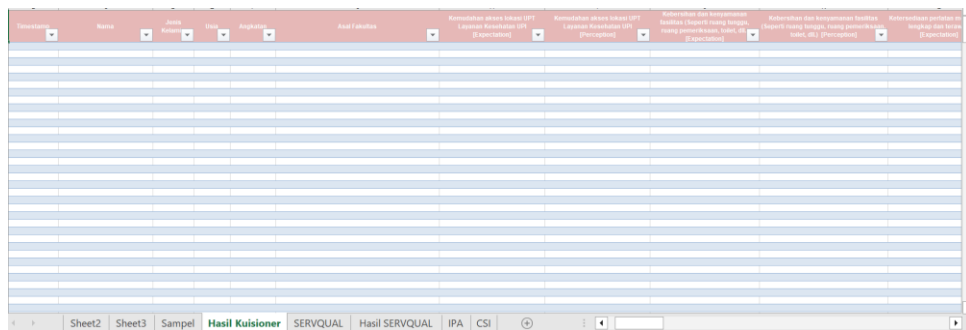 Timestamp
Nama
Jenis
Kelamin
Usia
Angkatan
Asal Fakultas
Kemudahan akses lokasi UPT
Layanan Kesehatan UPI
[Expectation]
Kemudahan akses lokasi UPT
Layanan Kesehatan UPI
[Perception]
Kebersihan dan kenyamanan
fasilitas (Seperti ruang tunggu,
ruang pemeriksaan, toilet, dll.)
[Expectation]
Kebersihan dan kenyamanan fasilitas
(Seperti ruang tunggu, ruang pemeriksaan,
toilet, dll.) [Perception]
[Expectation]
Sheet2 Sheet3 Sampel Hasil Kuisioner SERVQUAL Hasil SERVQUAL IPA CSI